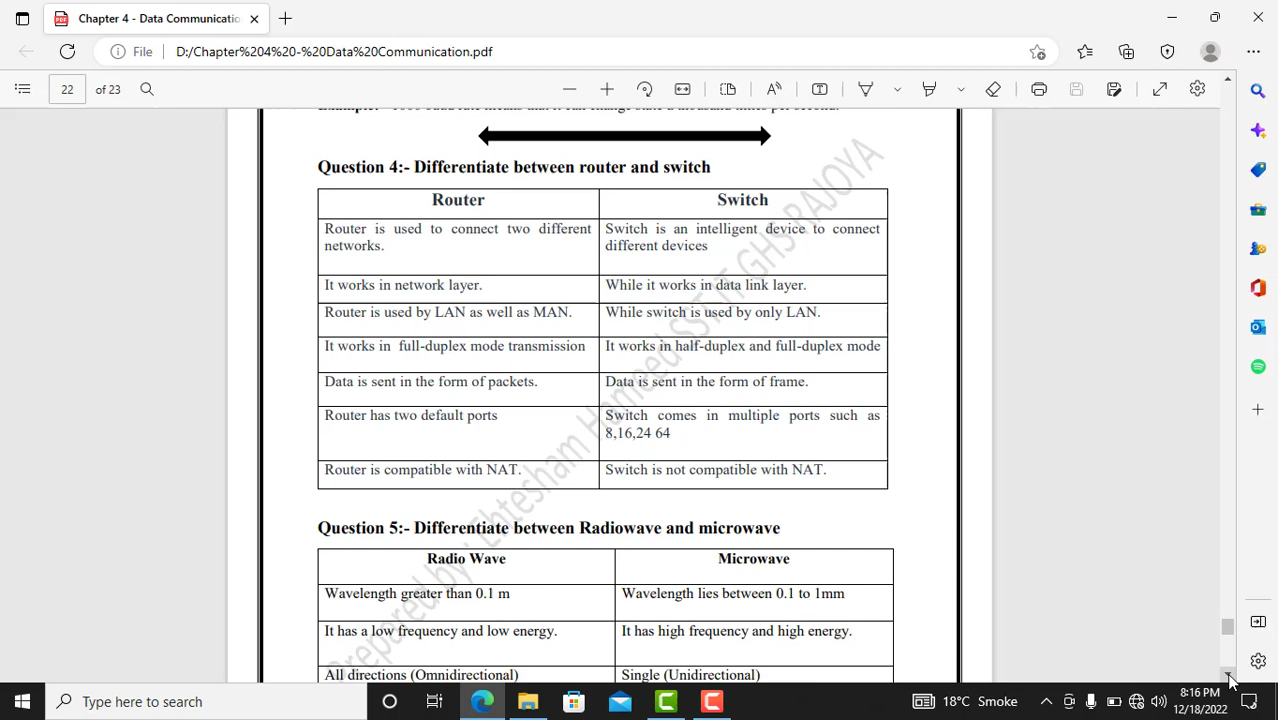 Chapter 4 - Data Communicatio
File
D:/Chapter%204%20-%20Data%20Communication.pdf
22 of 23
Question 4:- Differentiate between router and switch
Router Switch
Router is used to connect two different networks. Switch is an intelligent device to connect different devices
It works in network layer. While it works in data link layer.
Router is used by LAN as well as MAN. While switch is used by only LAN.
It works in full-duplex mode transmission It works in half-duplex and full-duplex mode
Data is sent in the form of packets. Data is sent in the form of frame.
Router has two default ports Switch comes in multiple ports such as 8,16,24 64
Router is compatible with NAT. Switch is not compatible with NAT.
Prepared by: Ehtesham Hameed SST IT GHS RAJOYA
Question 5:- Differentiate between Radiowave and microwave
Radio Wave Microwave
Wavelength greater than 0.1 m Wavelength lies between 0.1 to 1mm
It has a low frequency and low energy. It has high frequency and high energy.
All directions (Omnidirectional) Single (Unidirectional)
Type here to search
18°C Smoke
8:16 PM
12/18/2022